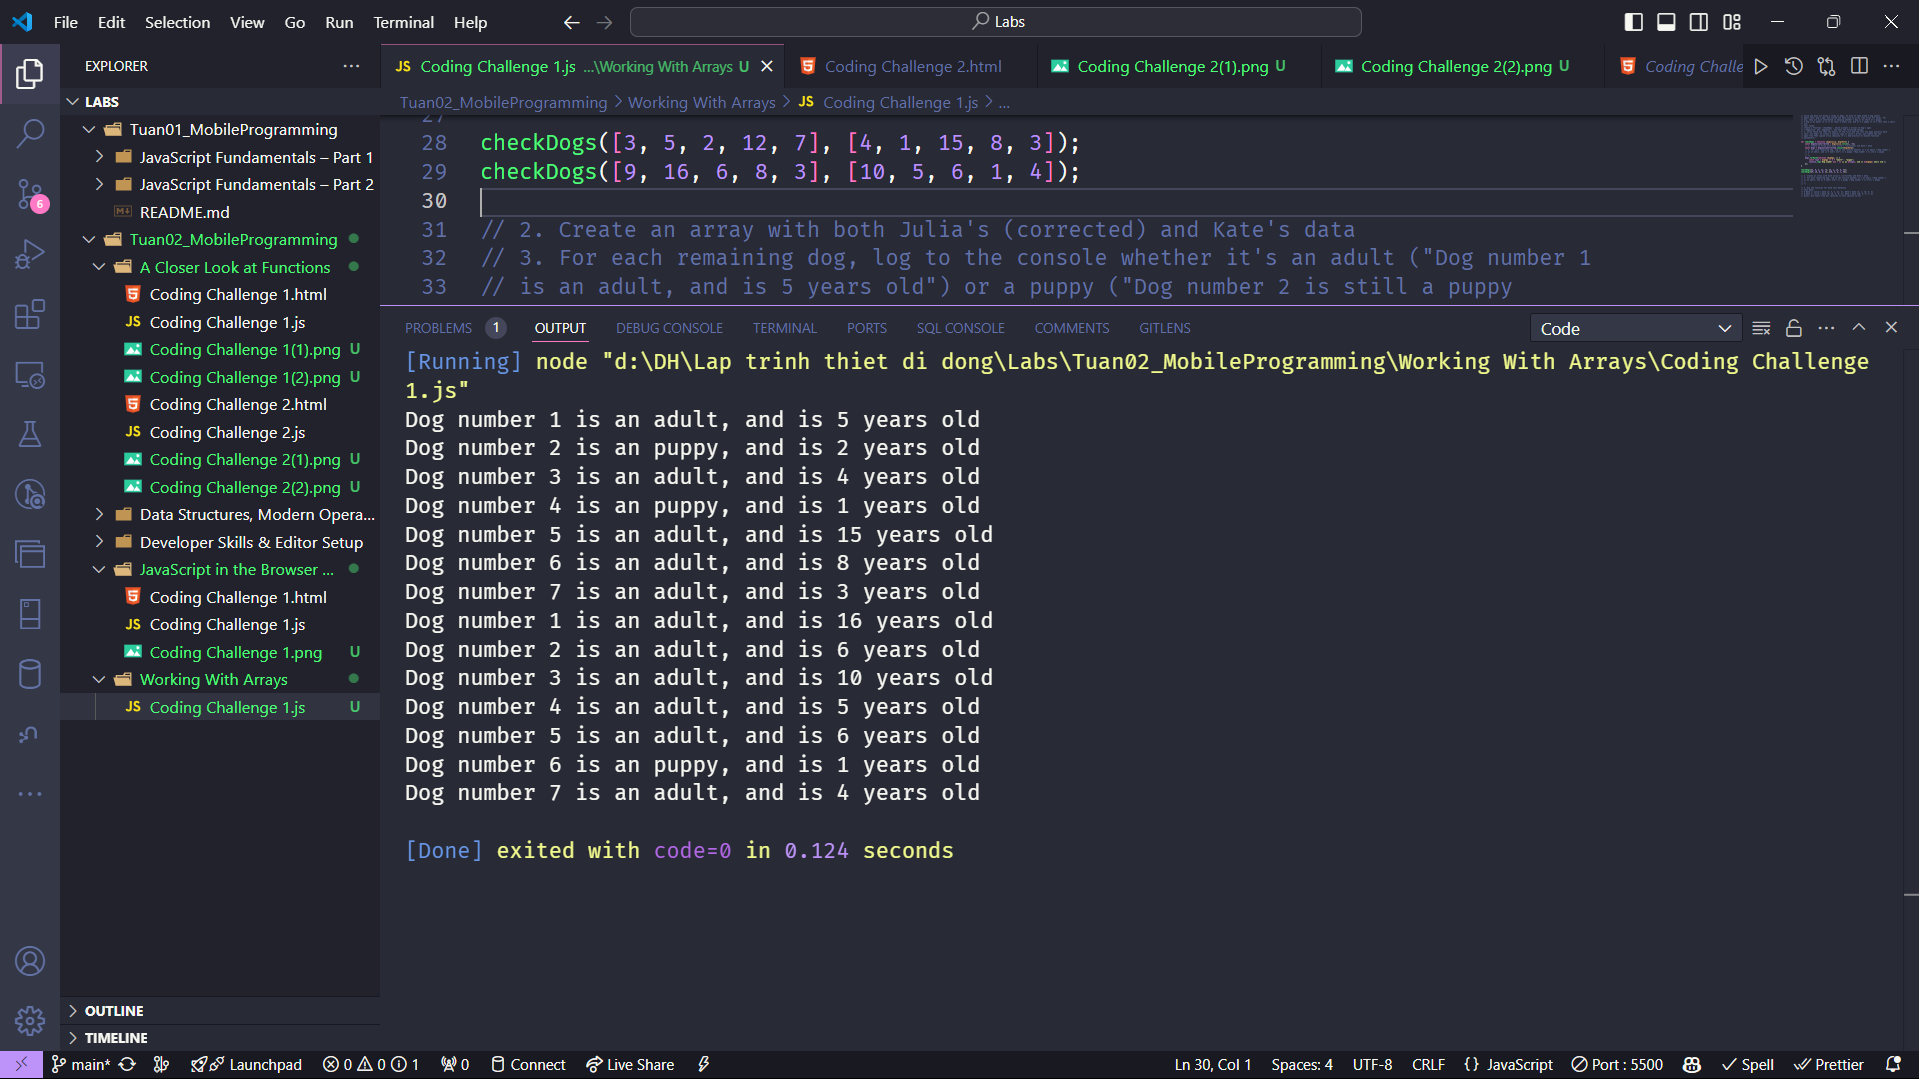 File Edit Selection View Go Run Terminal Help
Labs
EXPLORER
LABS
Tuan01_MobileProgramming
JavaScript Fundamentals – Part 1
JavaScript Fundamentals – Part 2
README.md
Tuan02_MobileProgramming
A Closer Look at Functions
Coding Challenge 1.html
JS Coding Challenge 1.js
Coding Challenge 1(1).png U
Coding Challenge 1(2).png U
Coding Challenge 2.html
JS Coding Challenge 2.js
Coding Challenge 2(1).png U
Coding Challenge 2(2).png U
Data Structures, Modern Opera...
Developer Skills & Editor Setup
JavaScript in the Browser ...
Coding Challenge 1.html
JS Coding Challenge 1.js
Coding Challenge 1.png U
Working With Arrays
JS Coding Challenge 1.js U
OUTLINE
TIMELINE
6
JS Coding Challenge 1.js ...\Working With Arrays U
Coding Challenge 2.html
Coding Challenge 2(1).png U
Coding Challenge 2(2).png U
Coding Challe
Tuan02_MobileProgramming > Working With Arrays > JS Coding Challenge 1.js > ...
27
28 checkDogs([3, 5, 2, 12, 7], [4, 1, 15, 8, 3]);
29 checkDogs([9, 16, 6, 8, 3], [10, 5, 6, 1, 4]);
30
31 // 2. Create an array with both Julia's (corrected) and Kate's data
32 // 3. For each remaining dog, log to the console whether it's an adult ("Dog number 1
33 // is an adult, and is 5 years old") or a puppy ("Dog number 2 is still a puppy
PROBLEMS 1 OUTPUT DEBUG CONSOLE TERMINAL PORTS SQL CONSOLE COMMENTS GITLENS
Code
[Running] node "d:\DH\Lap trinh thiet di dong\Labs\Tuan02_MobileProgramming\Working With Arrays\Coding Challenge
1.js"
Dog number 1 is an adult, and is 5 years old
Dog number 2 is an puppy, and is 2 years old
Dog number 3 is an adult, and is 4 years old
Dog number 4 is an puppy, and is 1 years old
Dog number 5 is an adult, and is 15 years old
Dog number 6 is an adult, and is 8 years old
Dog number 7 is an adult, and is 3 years old
Dog number 1 is an adult, and is 16 years old
Dog number 2 is an adult, and is 6 years old
Dog number 3 is an adult, and is 10 years old
Dog number 4 is an adult, and is 5 years old
Dog number 5 is an adult, and is 6 years old
Dog number 6 is an puppy, and is 1 years old
Dog number 7 is an adult, and is 4 years old
[Done] exited with code=0 in 0.124 seconds
main* Launchpad 0 0 1 0 Connect Live Share Ln 30, Col 1 Spaces: 4 UTF-8 CRLF {} JavaScript Port : 5500 Spell Prettier